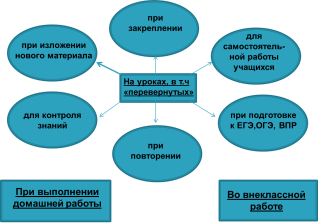 при
закреплении
при изложении
нового материала
для
самостоятель-
ной работы
учащихся
На уроках, в т.ч
«перевернутых»
для контроля
знаний
при
повторении
при подготовке
к ЕГЭ,ОГЭ, ВПР
При выполнении
домашней работы
Во внеклассной
работе